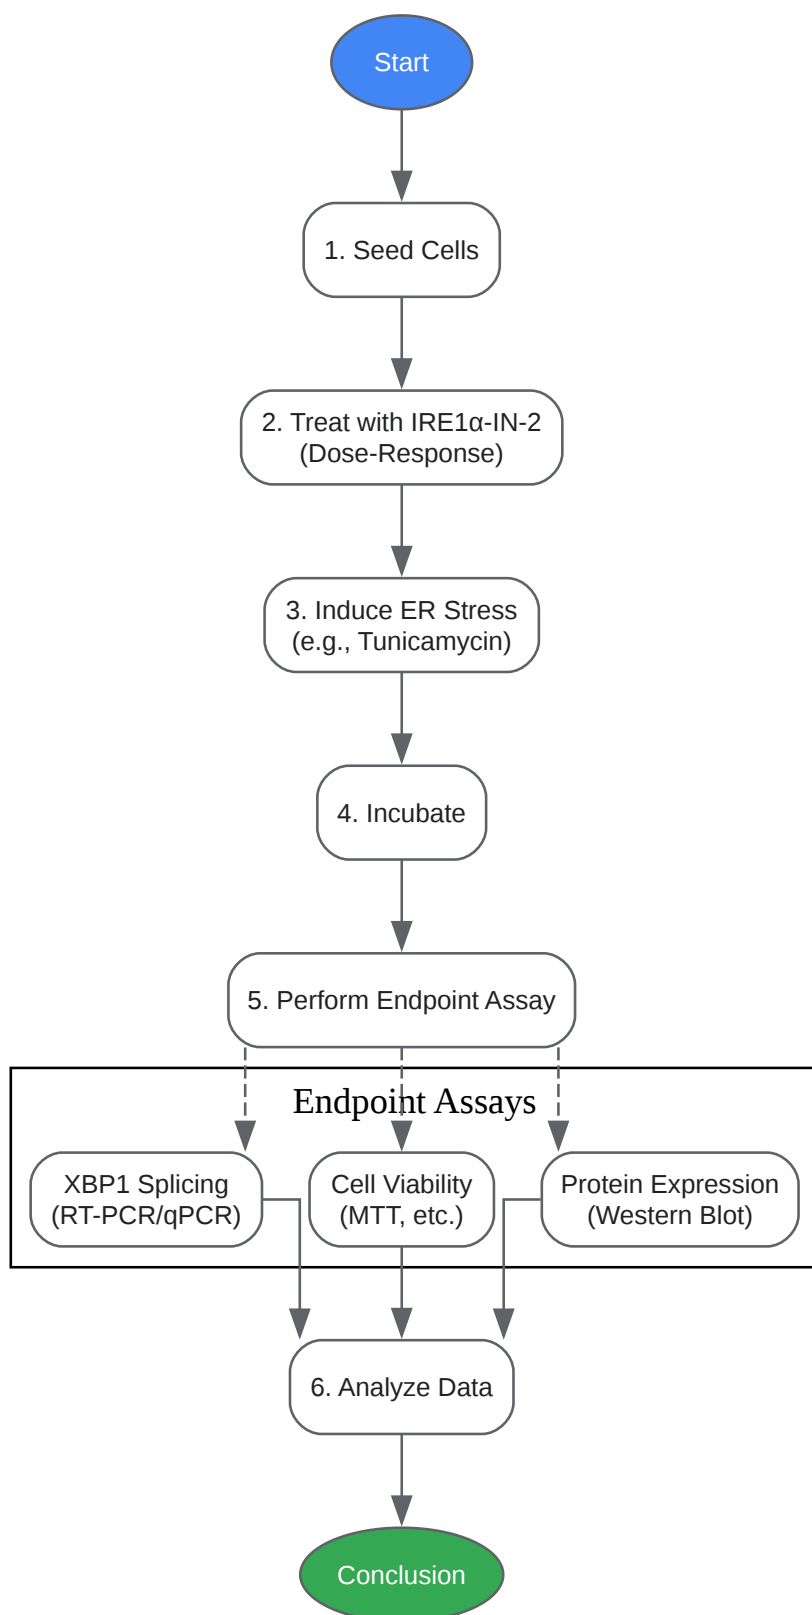 Start
1. Seed Cells
2. Treat with IRE1α-IN-2
(Dose-Response)
3. Induce ER Stress
(e.g., Tunicamycin)
4. Incubate
5. Perform Endpoint Assay
Endpoint Assays
XBP1 Splicing
(RT-PCR/qPCR)
Cell Viability
(MTT, etc.)
Protein Expression
(Western Blot)
6. Analyze Data
Conclusion